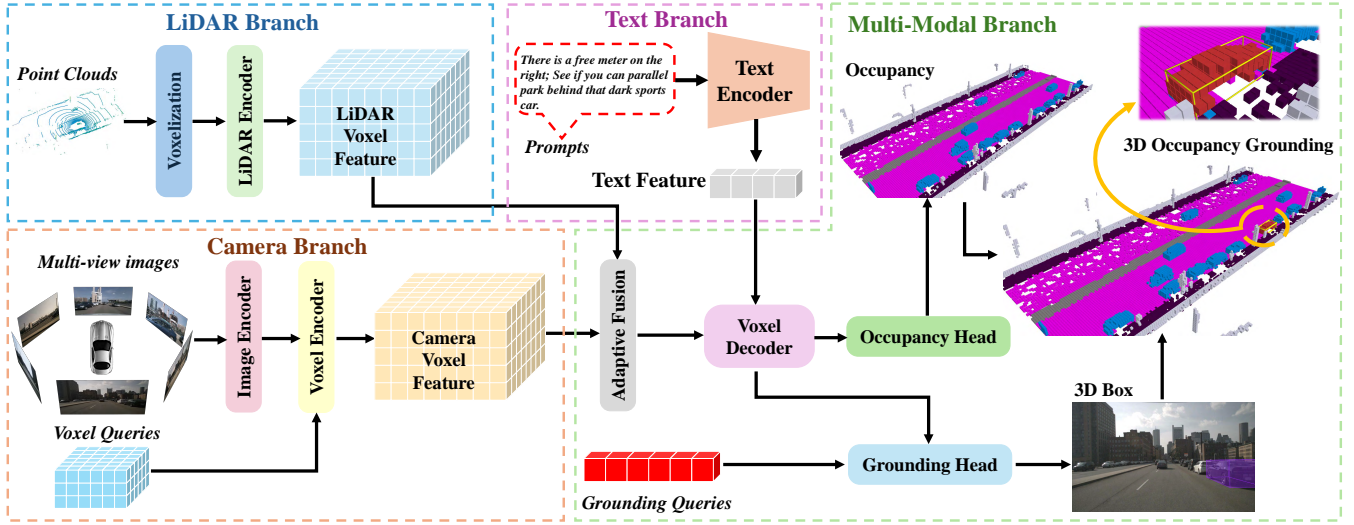 LiDAR Branch
Point Clouds
Voxelization
LiDAR Encoder
LiDAR
Voxel
Feature
Text Branch
There is a free meter on the
right; See if you can parallel
park behind that dark sports
car.
Prompts
Text
Encoder
Text Feature
Multi-Modal Branch
Occupancy
3D Occupancy Grounding
Camera Branch
Multi-view images
Image Encoder
Voxel Encoder
Camera
Voxel
Feature
Voxel Queries
Adaptive Fusion
Voxel
Decoder
Occupancy Head
3D Box
Grounding Head
Grounding Queries